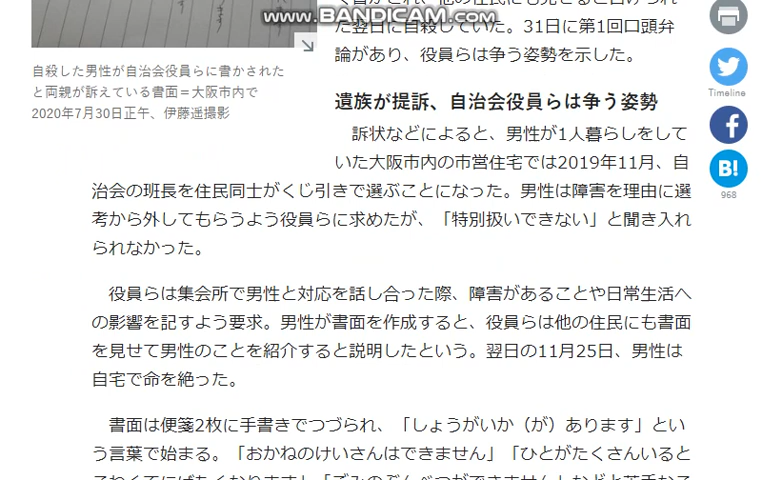 www.BANDICAM.com
た翌日に自殺していた。31日に第1回口頭弁
論があり、役員らは争う姿勢を示した。
自殺した男性が自治会役員らに書かされた
と両親が訴えている書面＝大阪市内で
2020年7月30日正午、伊藤遥撮影
遺族が提訴、自治会役員らは争う姿勢
訴状などによると、男性が1人暮らしをして
いた大阪市内の市営住宅では2019年11月、自
治会の班長を住民同士がくじ引きで選ぶことになった。男性は障害を理由に選
考から外してもらうよう役員らに求めたが、「特別扱いできない」と聞き入れ
られなかった。
役員らは集会所で男性と対応を話し合った際、障害があることや日常生活へ
の影響を記すよう要求。男性が書面を作成すると、役員らは他の住民にも書面
を見せて男性のことを紹介すると説明したという。翌日の11月25日、男性は
自宅で命を絶った。
書面は便箋2枚に手書きでつづられ、「しょうがいか（が）あります」とい
う言葉で始まる。「おかねのけいさんはできません」「ひとがたくさんいると
Timeline
B!
968